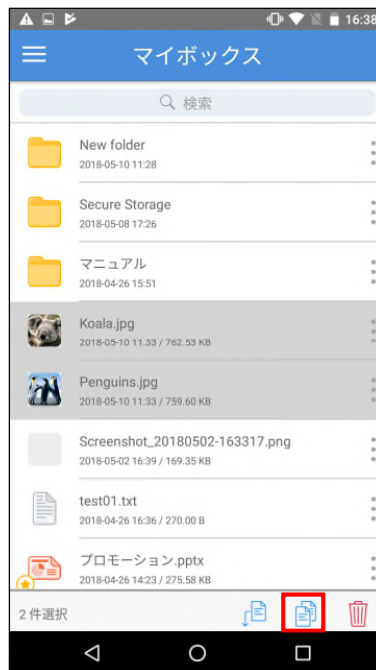 16:38
マイボックス
検索
New folder
2018-05-10 11:28
Secure Storage
2018-05-08 17:26
マニュアル
2018-04-26 15:51
Koala.jpg
2018-05-10 11:33 / 762.53 KB
Penguins.jpg
2018-05-10 11:33 / 759.60 KB
Screenshot_20180502-163317.png
2018-05-02 16:39 / 169.35 KB
test01.txt
2018-04-26 16:36 / 270.00 B
プロモーション.pptx
2018-04-26 14:23 / 275.58 KB
2 件選択